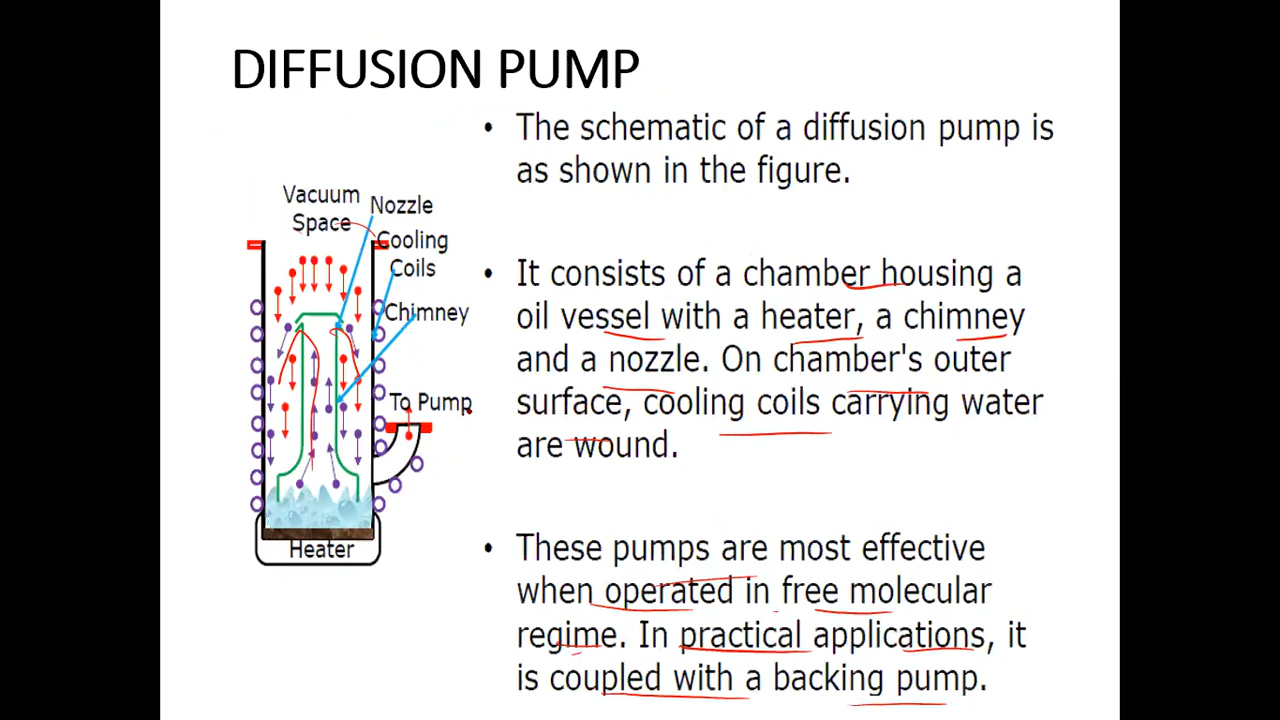 DIFFUSION PUMP
• The schematic of a diffusion pump is
as shown in the figure.
Vacuum
Space
Nozzle
Cooling
Coils
Chimney
To Pump
Heater
• It consists of a chamber housing a
oil vessel with a heater, a chimney
and a nozzle. On chamber's outer
surface, cooling coils carrying water
are wound.
• These pumps are most effective
when operated in free molecular
regime. In practical applications, it
is coupled with a backing pump.